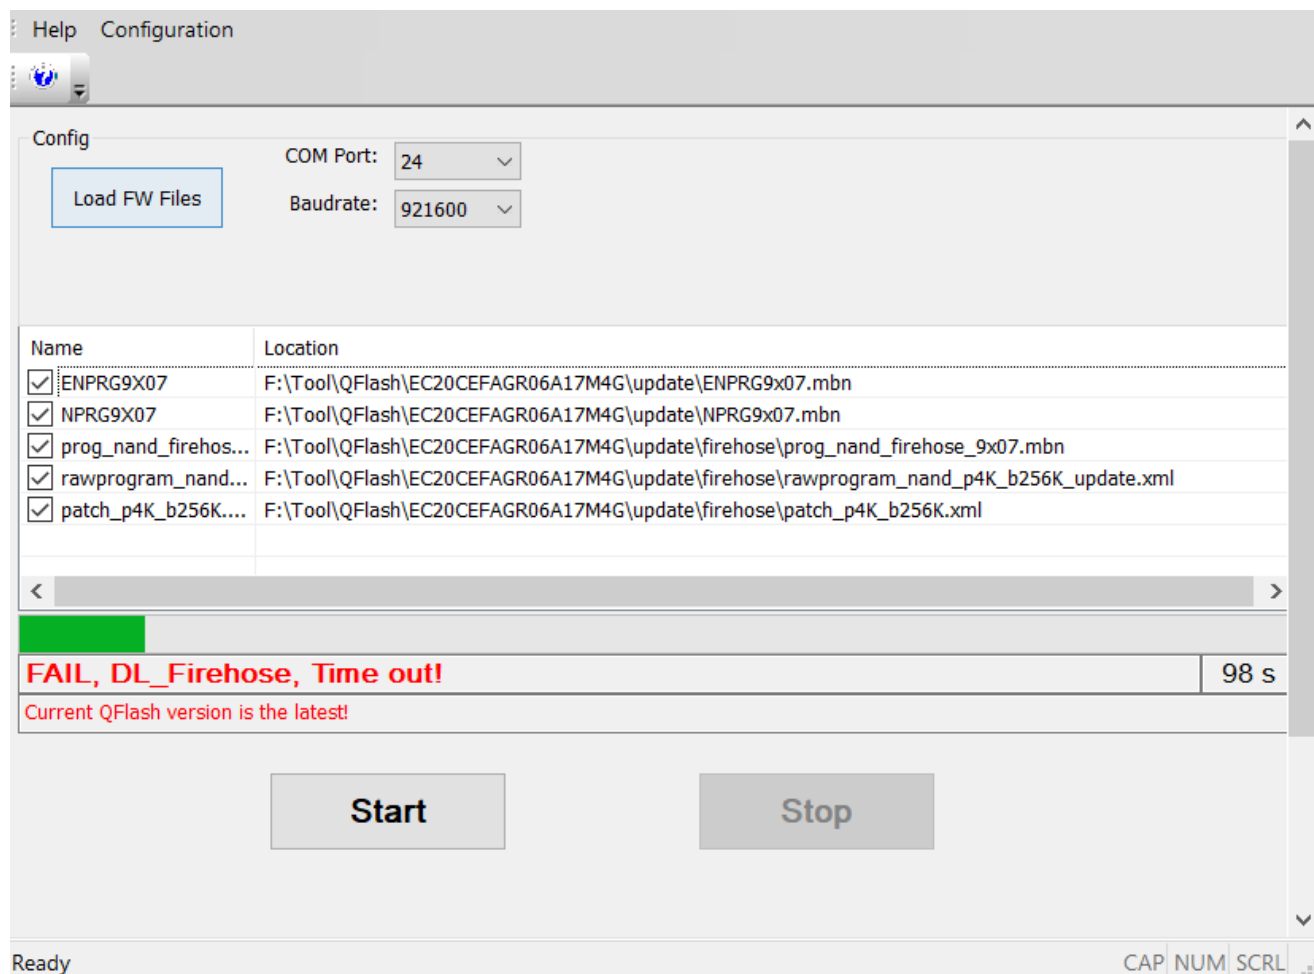 Help Configuration
Config
Load FW Files
COM Port: 24
Baudrate: 921600
Name Location
ENPRG9X07 F:\Tool\QFlash\EC20CEFAGR06A17M4G\update\ENPRG9x07.mbn
NPRG9X07 F:\Tool\QFlash\EC20CEFAGR06A17M4G\update\NPRG9x07.mbn
prog_nand_firehos... F:\Tool\QFlash\EC20CEFAGR06A17M4G\update\firehose\prog_nand_firehose_9x07.mbn
rawprogram_nand... F:\Tool\QFlash\EC20CEFAGR06A17M4G\update\firehose\rawprogram_nand_p4K_b256K_update.xml
patch_p4K_b256K.... F:\Tool\QFlash\EC20CEFAGR06A17M4G\update\firehose\patch_p4K_b256K.xml
FAIL, DL_Firehose, Time out! 98 s
Current QFlash version is the latest!
Start Stop
Ready CAP NUM SCRL